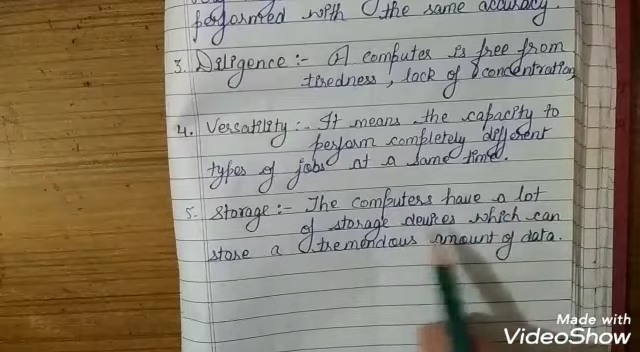 performed with the same accuracy.
3. Diligence :- A computer is free from
tiredness, lack of concentration,
4. Versatility :- It means the capacity to
perform completely different
types of jobs at a same time.
5. Storage :- The computers have a lot
of storage devices which can
store a tremendous amount of data.
Made with
VideoShow